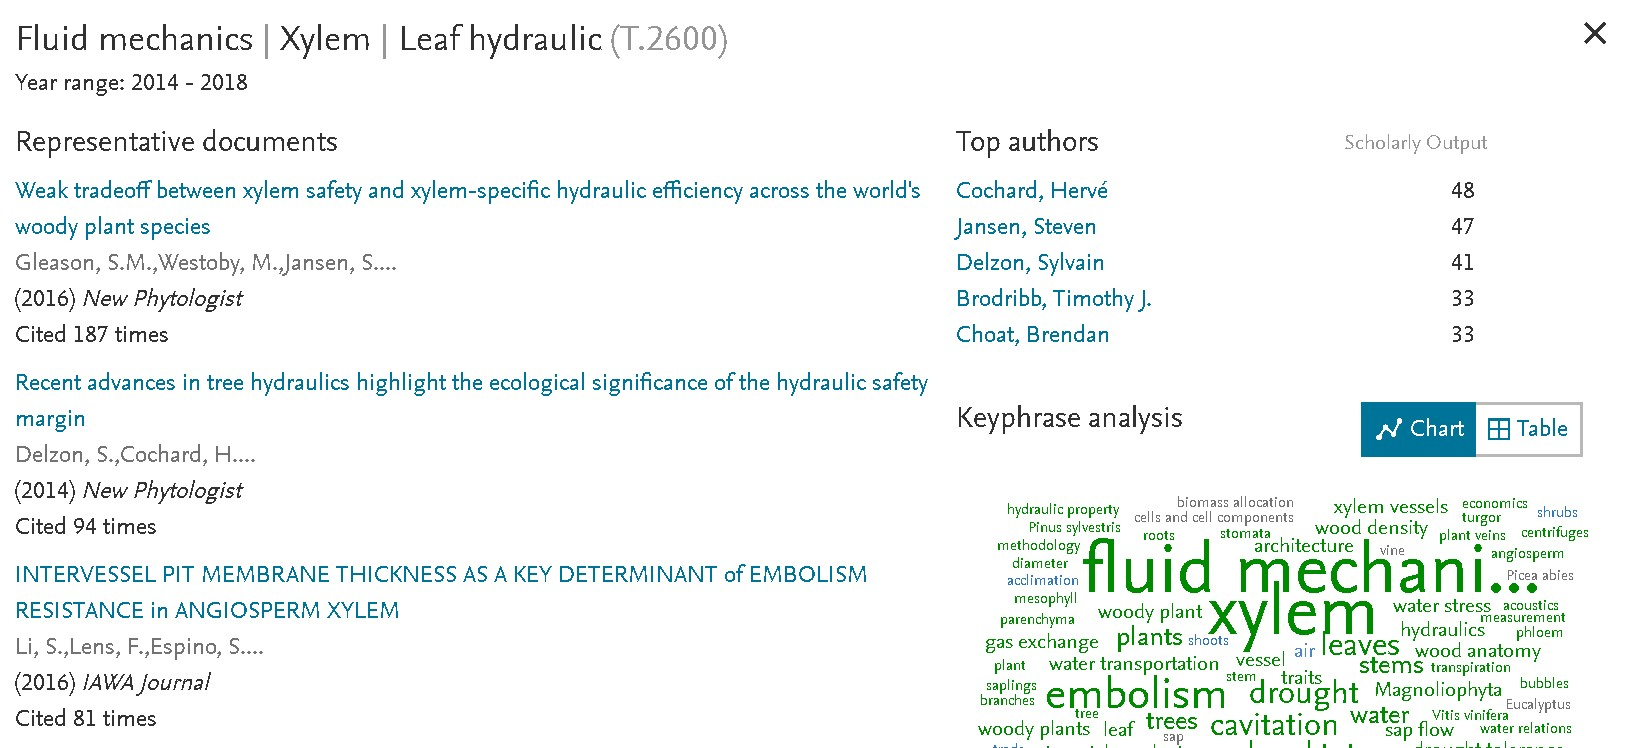 Fluid mechanics | Xylem | Leaf hydraulic (T.2600)
Year range: 2014 - 2018
Representative documents
Weak tradeoff between xylem safety and xylem-specific hydraulic efficiency across the world's
woody plant species
Gleason, S.M.,Westoby, M.,Jansen, S....
(2016) New Phytologist
Cited 187 times
Recent advances in tree hydraulics highlight the ecological significance of the hydraulic safety
margin
Delzon, S.,Cochard, H....
(2014) New Phytologist
Cited 94 times
INTERVESSEL PIT MEMBRANE THICKNESS AS A KEY DETERMINANT of EMBOLISM
RESISTANCE in ANGIOSPERM XYLEM
Li, S.,Lens, F.,Espino, S....
(2016) IAWA Journal
Cited 81 times
Top authors Scholarly Output
Cochard, Hervé 48
Jansen, Steven 47
Delzon, Sylvain 41
Brodribb, Timothy J. 33
Choat, Brendan 33
Keyphrase analysis
Chart Table
biomass allocation
hydraulic property xylem vessels economics
cells and cell components turgor shrubs
Pinus sylvestris wood density
roots stomata plant veins centrifuges
methodology architecture vine angiosperm
diameter fluid mechani...
acclimation Picea abies
mesophyll
woody plant xylem water stress acoustics
parenchyma measurement
plants hydraulics phloem
gas exchange shoots leaves
air wood anatomy
plant water transportation vessel stems transpiration
stem traits
saplings bubbles
embolism drought Magnoliophyta
branches Eucalyptus
tree water Vitis vinifera
woody plants leaf trees cavitation sap flow water relations
sap